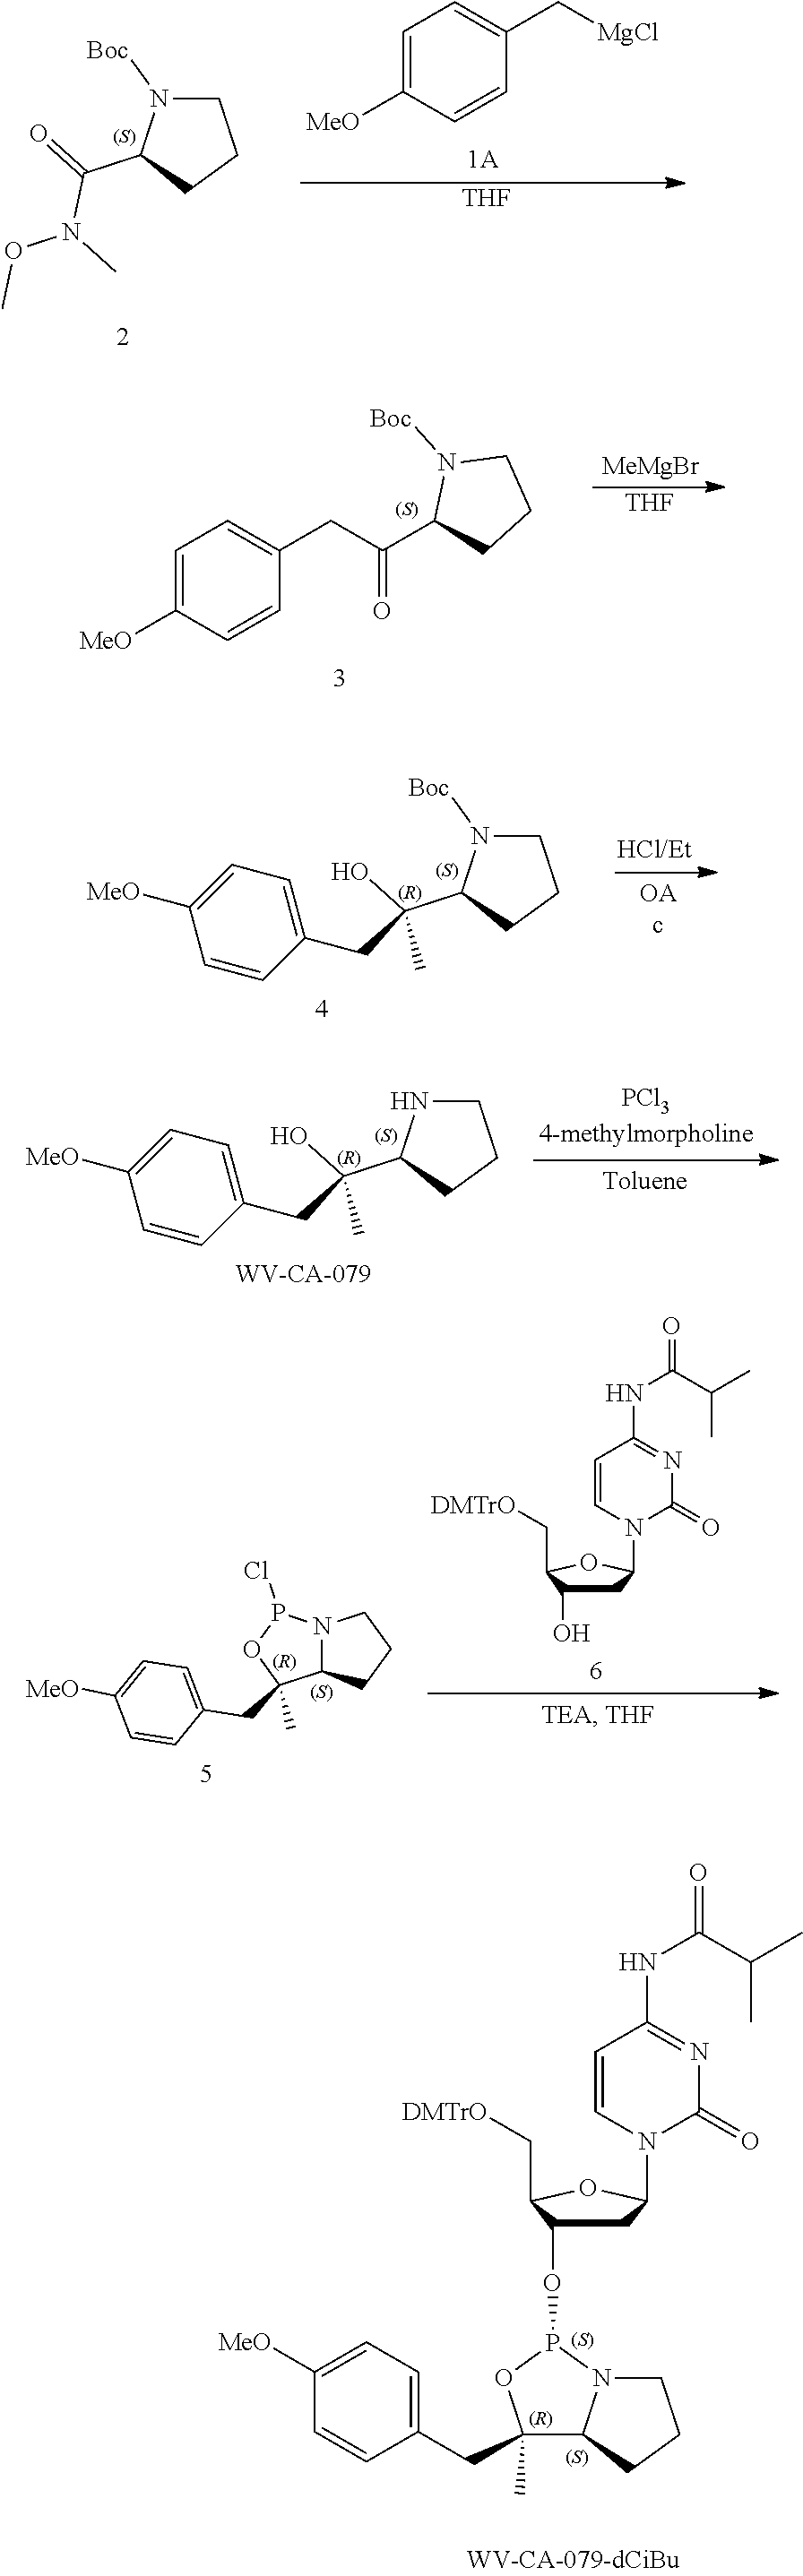 Boc
MgCl
N
O
(S)
MeO
1A
THF
N
O
2
Boc
N
MeMgBr
THF
(S)
O
MeO
3
Boc
N
HCl/Et
OA
c
HO
(S)
MeO
(R)
4
HN
PCl3
4-methylmorpholine
Toluene
HO
(S)
MeO
(R)
WV-CA-079
O
HN
N
DMTrO
N
O
O
OH
6
TEA, THF
Cl
P
N
O
(R)
MeO
(S)
5
O
HN
N
DMTrO
N
O
O
O
MeO
P
(S)
O
N
(R)
(S)
WV-CA-079-dCiBu